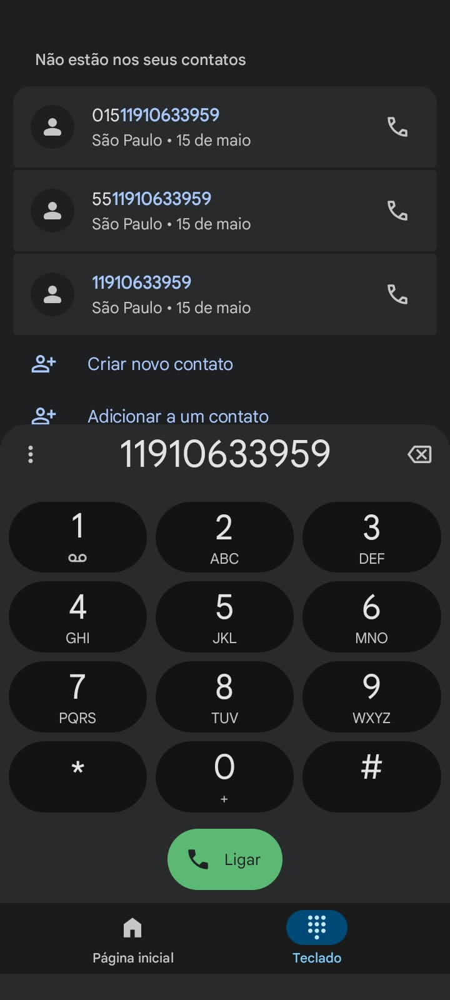 Não estão nos seus contatos
01511910633959
São Paulo • 15 de maio
5511910633959
São Paulo • 15 de maio
11910633959
São Paulo • 15 de maio
Criar novo contato
Adicionar a um contato
11910633959
1 2 3
ABC DEF
4 5 6
GHI JKL MNO
7 8 9
PQRS TUV WXYZ
* 0 #
+
Ligar
Página inicial Teclado